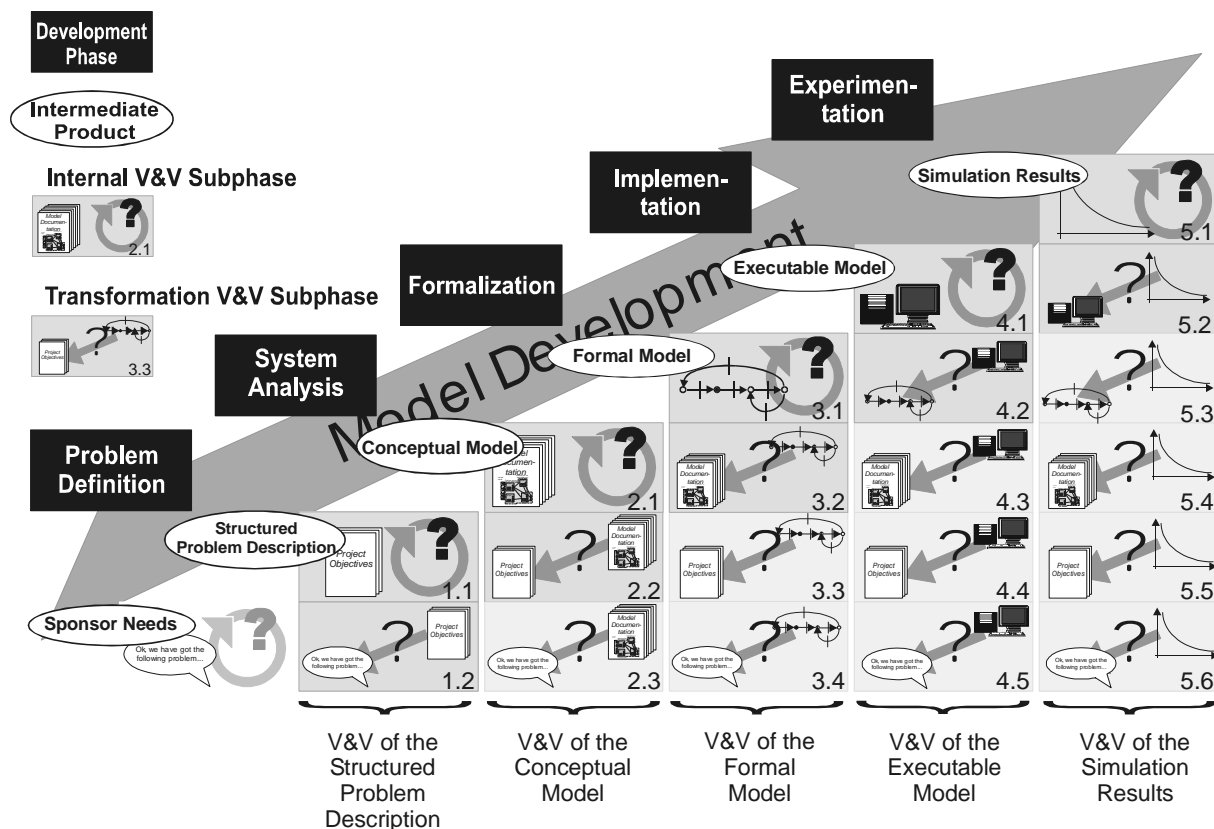 Development
Phase
Intermediate
Product
Internal V&V Subphase
Model
Documen-
tation
2.1
Transformation V&V Subphase
Project
Objectives
?
3.3
Experimen-
tation
Implemen-
tation
Formalization
System
Analysis
Problem
Definition
Model Development
Simulation Results
?
5.1
Executable Model
?
4.1
?
5.2
Formal Model
?
3.1
?
4.2
?
5.3
Conceptual Model
Model
Documen-
tation
?
2.1
Model
Documen-
tation
?
3.2
Model
Documen-
tation
?
4.3
Model
Documen-
tation
?
5.4
Structured
Problem Description
Project
Objectives
?
1.1
Project
Objectives
?
Model
Documen-
tation
2.2
Project
Objectives
?
3.3
Project
Objectives
?
4.4
Project
Objectives
?
5.5
Sponsor Needs
Ok, we have got the
following problem...
?
Ok, we have got the
following problem...
?
Project
Objectives
1.2
Ok, we have got the
following problem...
?
Model
Documen-
tation
2.3
Ok, we have got the
following problem...
?
3.4
Ok, we have got the
following problem...
?
4.5
Ok, we have got the
following problem...
?
5.6
V&V of the
Structured
Problem
Description
V&V of the
Conceptual
Model
V&V of the
Formal
Model
V&V of the
Executable
Model
V&V of the
Simulation
Results